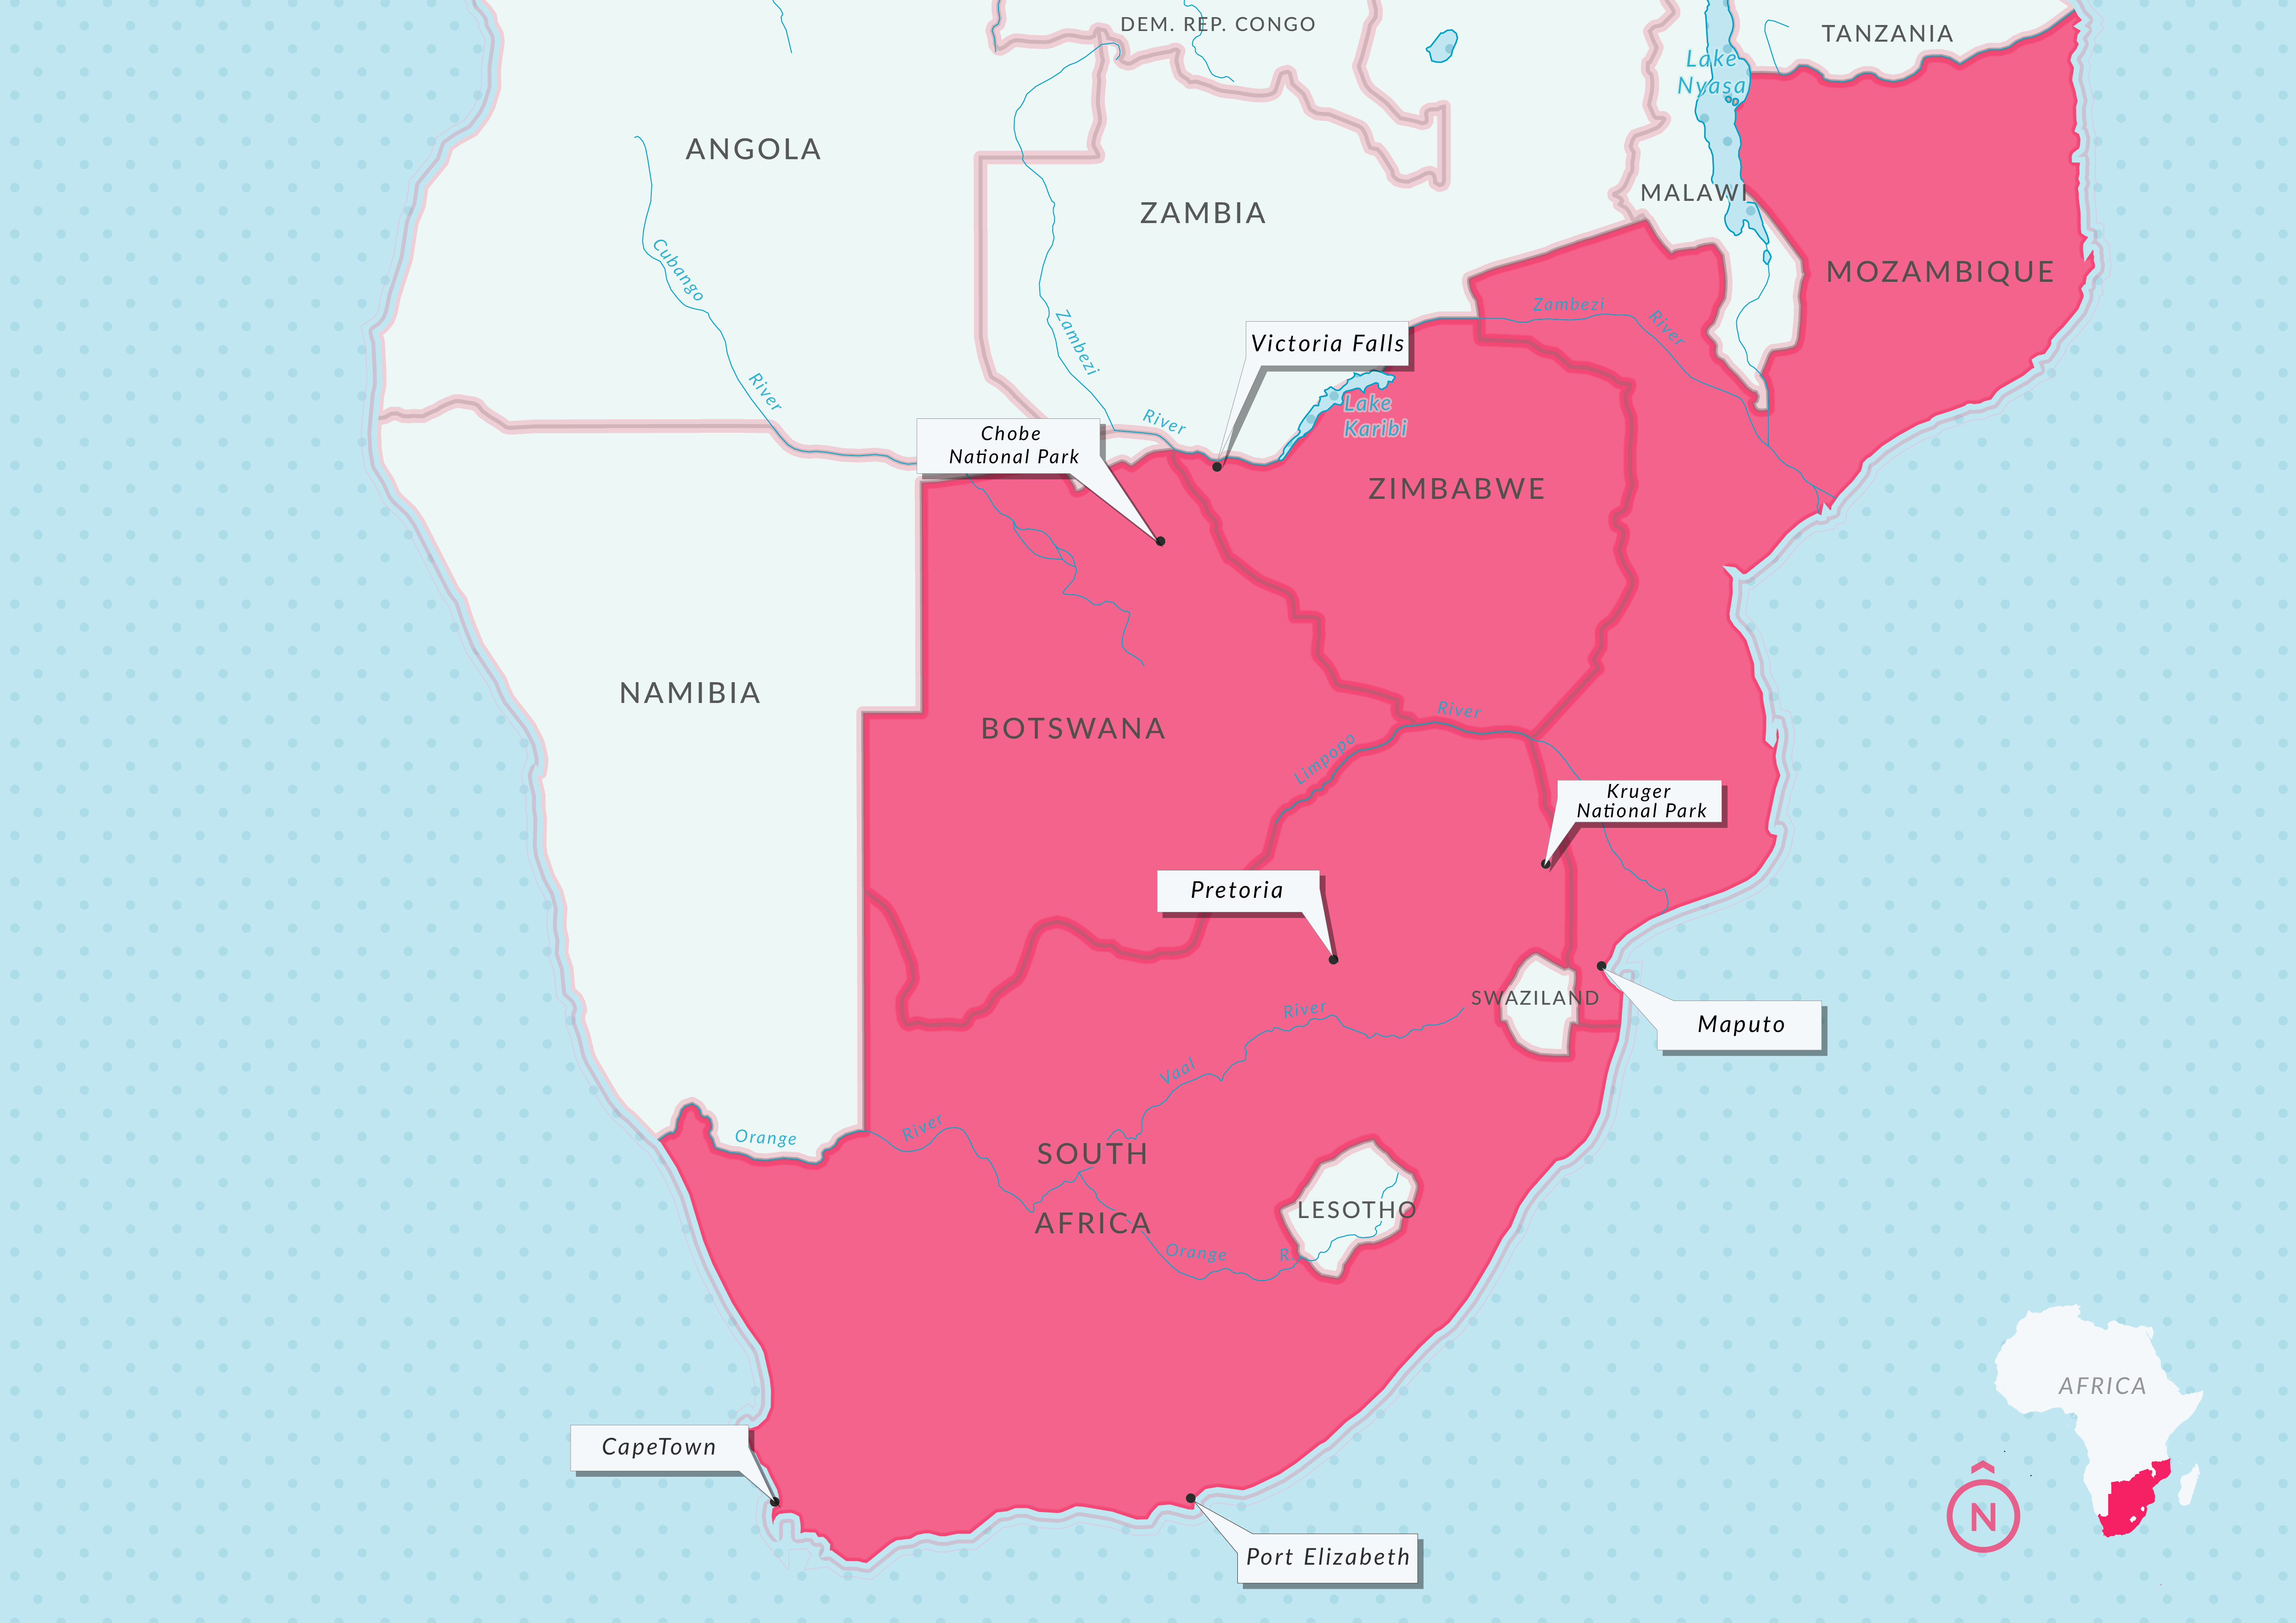 DEM. REP. CONGO
TANZANIA
Lake
Nyasa
ANGOLA
MALAWI
ZAMBIA
MOZAMBIQUE
Cubango
River
Zambezi
River
Zambezi
River
Victoria Falls
Lake
Karibi
Chobe
National Park
ZIMBABWE
NAMIBIA
BOTSWANA
Limpopo
River
Kruger
National Park
Pretoria
SWAZILAND
Maputo
Vaal
River
Orange
River
SOUTH
AFRICA
LESOTHO
Orange
R.
AFRICA
CapeTown
N
Port Elizabeth